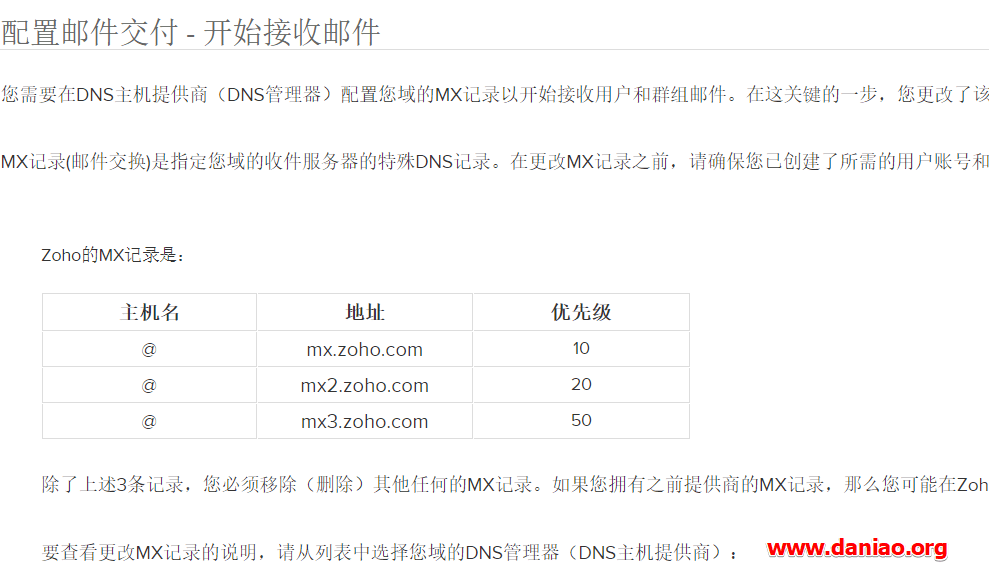 配置邮件交付 - 开始接收邮件
您需要在DNS主机提供商（DNS管理器）配置您域的MX记录以开始接收用户和群组邮件。在这关键的一步，您更改了该
MX记录(邮件交换)是指定您域的收件服务器的特殊DNS记录。在更改MX记录之前，请确保您已创建了所需的用户账号和
Zoho的MX记录是：
主机名 地址 优先级
@ mx.zoho.com 10
@ mx2.zoho.com 20
@ mx3.zoho.com 50
除了上述3条记录，您必须移除（删除）其他任何的MX记录。如果您拥有之前提供商的MX记录，那么您可能在Zoh
要查看更改MX记录的说明，请从列表中选择您域的DNS管理器（DNS主机提供商）： www.daniao.org